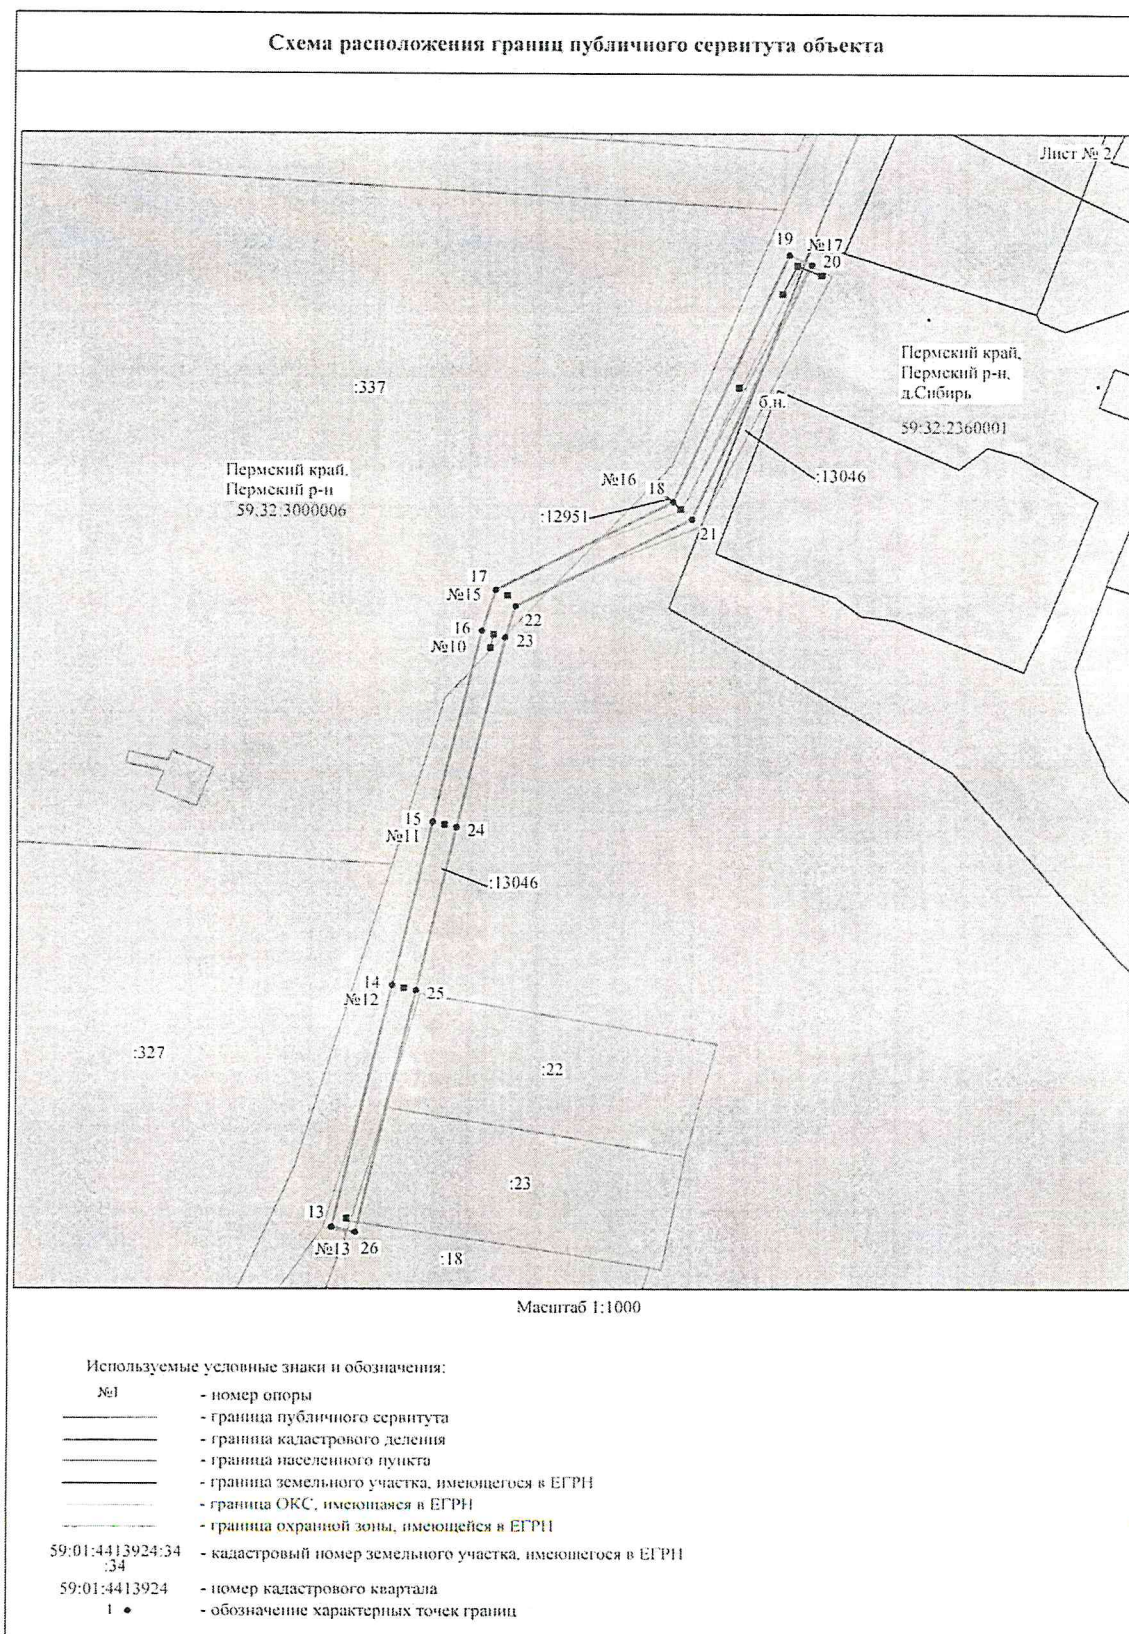 Схема расположения границ публичного сервитута объекта
Лист № 2
19
№17
20
Пермский край,
Пермский р-н,
д.Сибирь
59:32:2360001
:337
б.н.
:13046
Пермский край,
Пермский р-н
59:32:3000006
№16
18
:12951
21
17
№15
22
16
23
№10
15
24
№11
:13046
14
25
№12
:327
:22
:23
13
№13
26
:18
Масштаб 1:1000
Используемые условные знаки и обозначения:
№1 - номер опоры
- граница публичного сервитута
- граница кадастрового деления
- граница населенного пункта
- граница земельного участка, имеющегося в ЕГРН
- граница ОКС, имеющаяся в ЕГРН
- граница охранной зоны, имеющейся в ЕГРН
59:01:4413924:34 - кадастровый номер земельного участка, имеющегося в ЕГРН
:34
59:01:4413924 - номер кадастрового квартала
1 - обозначение характерных точек границ